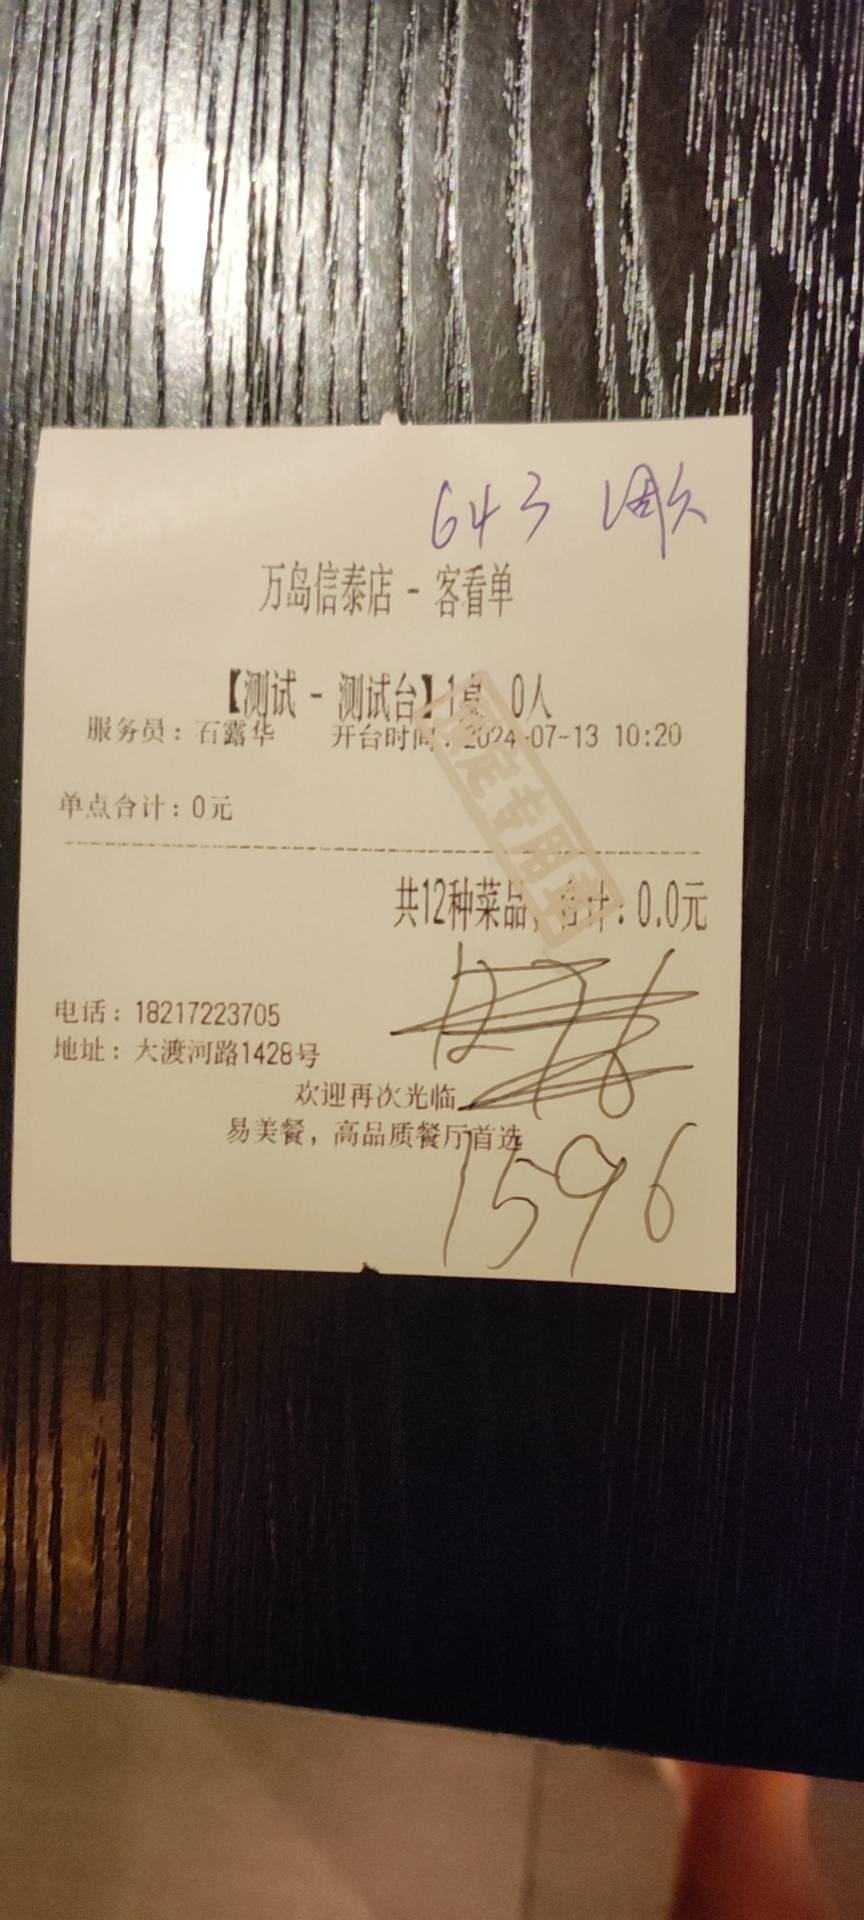 643
万岛信泰店 - 客看单
【测试 - 测试台】1桌 0人
服务员：石露华 开台时间：2024-07-13 10:20
单点合计：0元
专用章
共12种菜品，合计：0.0元
电话：18217223705
地址：大渡河路1428号
欢迎再次光临
易美餐，高品质餐厅首选
1596